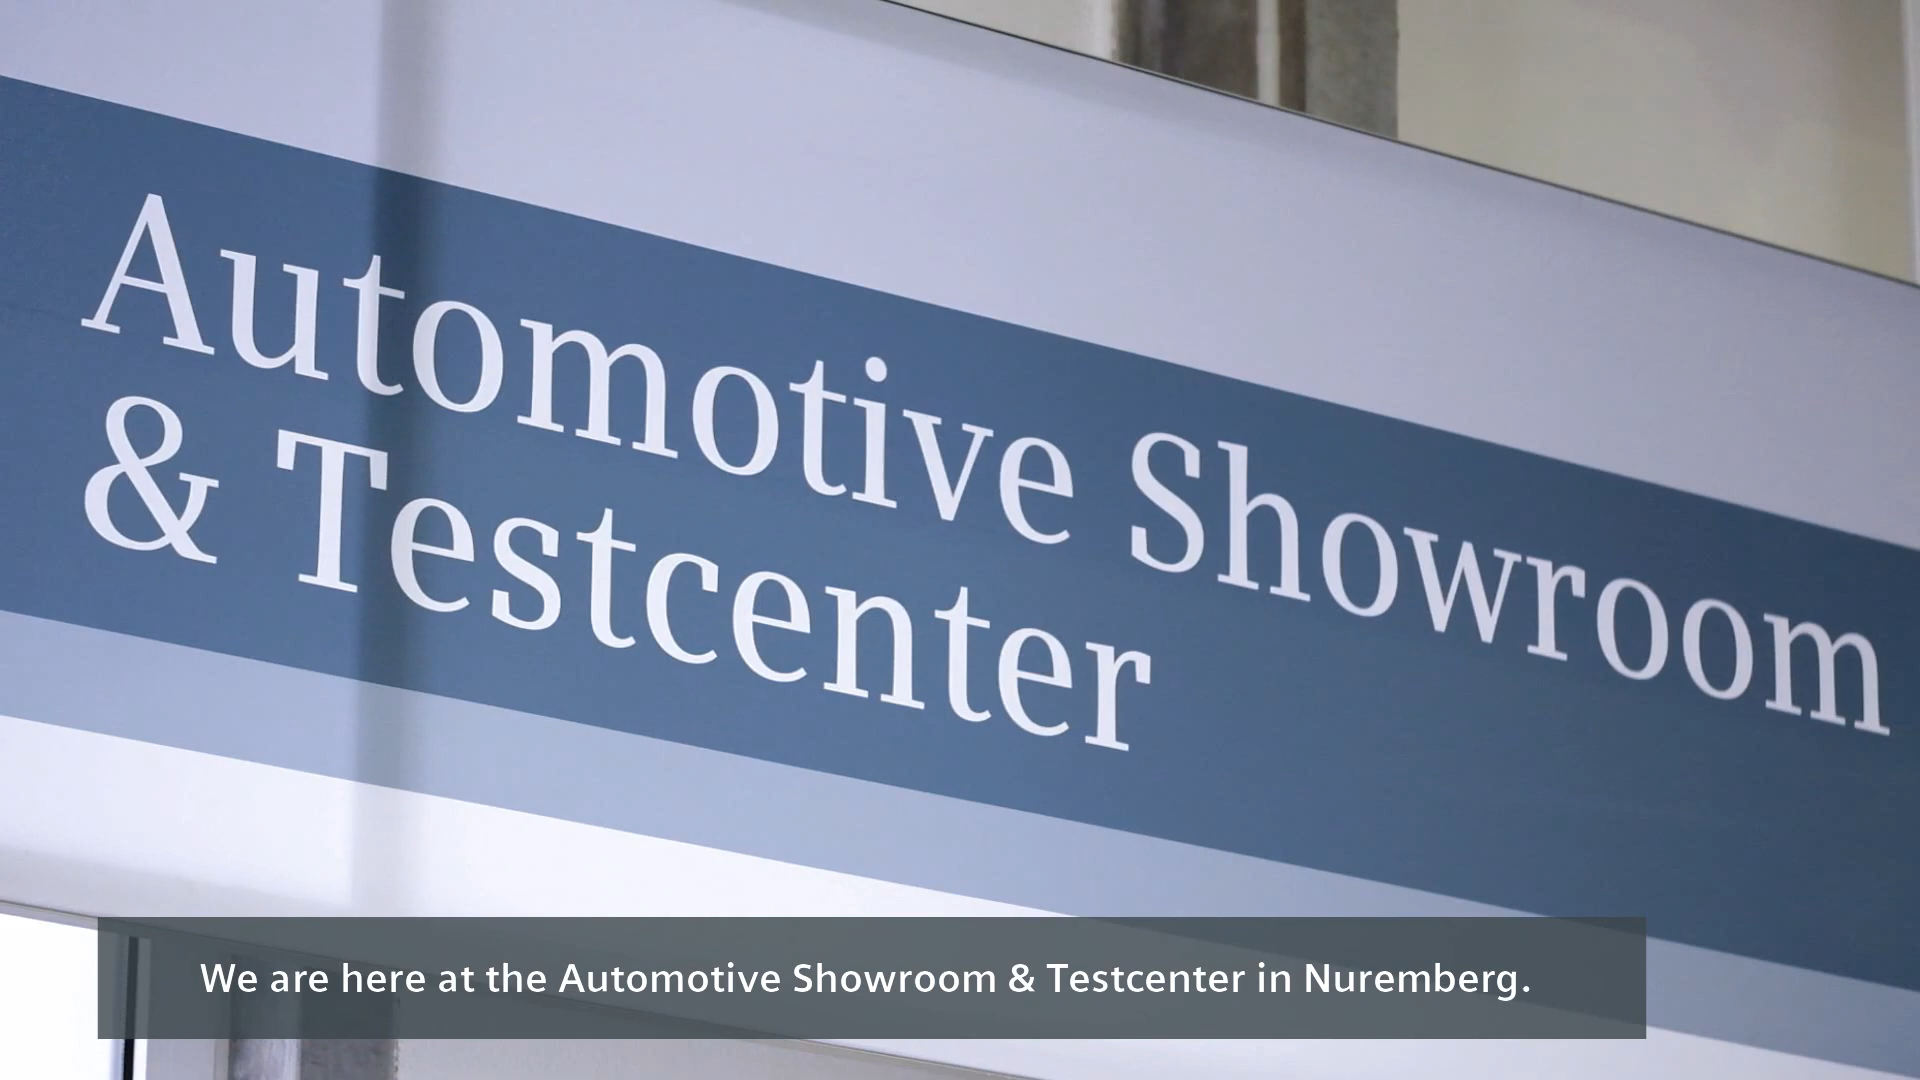 Automotive Showroom
& Testcenter
We are here at the Automotive Showroom & Testcenter in Nuremberg.